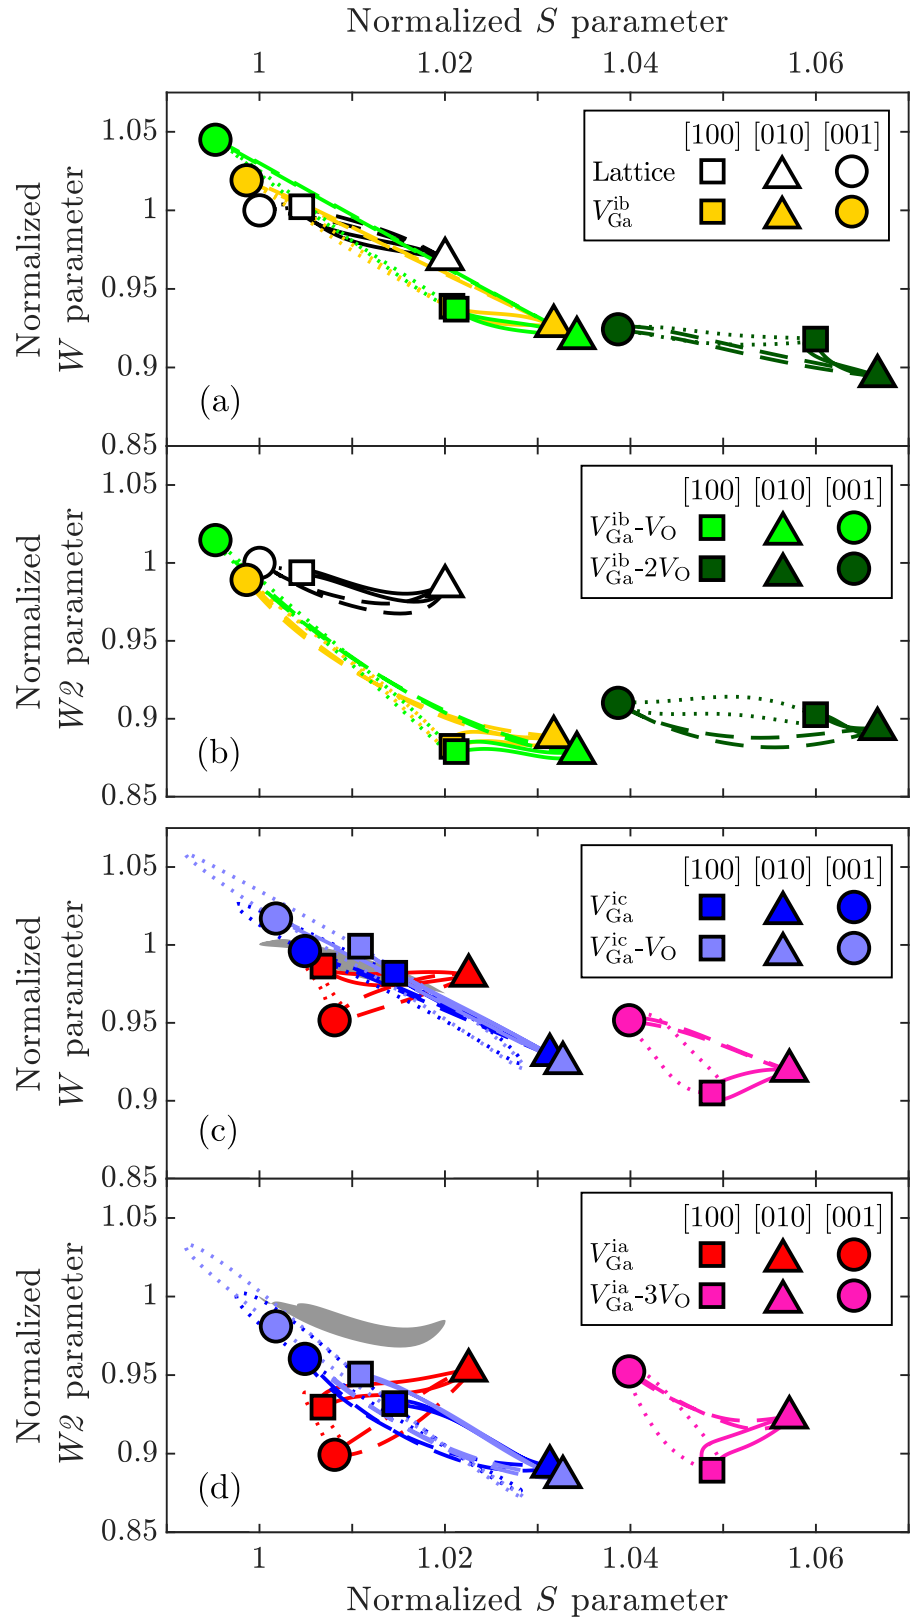 Normalized S parameter
1 1.02 1.04 1.06
Normalized
W parameter
1.05
1
0.95
0.9
0.85
[100] [010] [001]
Lattice
V_Ga^ib
(a)
Normalized
W2 parameter
1.05
1
0.95
0.9
0.85
[100] [010] [001]
V_Ga^ib-V_O
V_Ga^ib-2V_O
(b)
Normalized
W parameter
1.05
1
0.95
0.9
0.85
[100] [010] [001]
V_Ga^ic
V_Ga^ic-V_O
(c)
Normalized
W2 parameter
1.05
1
0.95
0.9
0.85
[100] [010] [001]
V_Ga^ia
V_Ga^ia-3V_O
(d)
1 1.02 1.04 1.06
Normalized S parameter